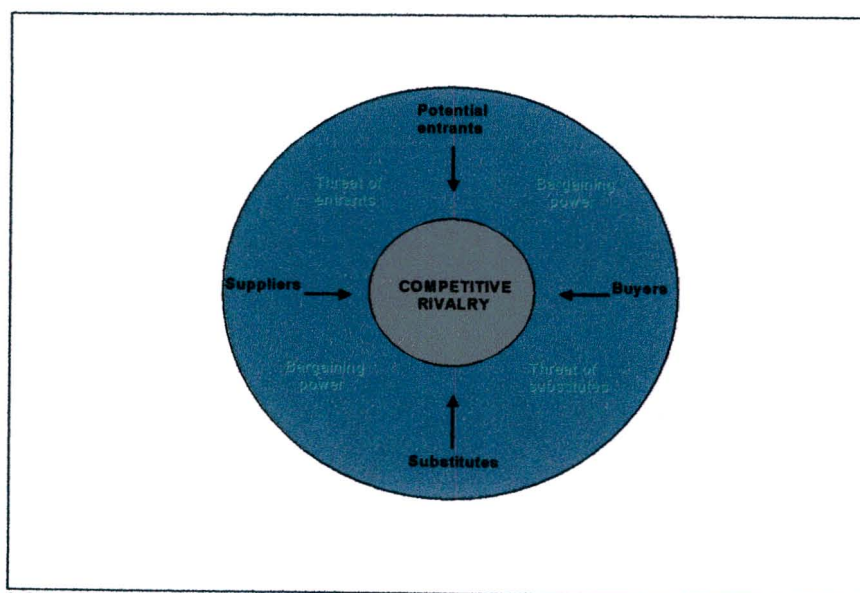 Potential
entrants
Threat of
entrants
Bargaining
power
Suppliers
COMPETITIVE
RIVALRY
Buyers
Bargaining
power
Threat of
substitutes
Substitutes